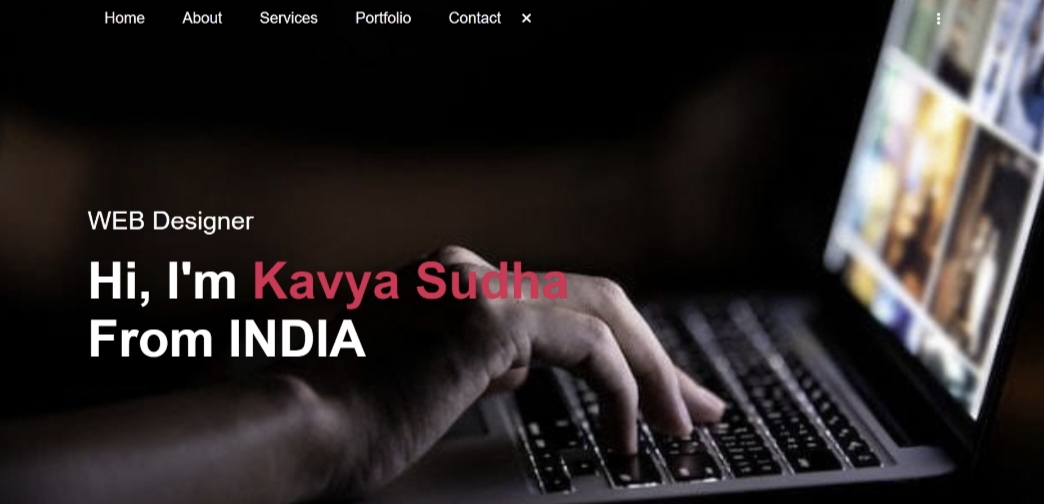 Home About Services Portfolio Contact ×
WEB Designer
Hi, I'm Kavya Sudha
From INDIA